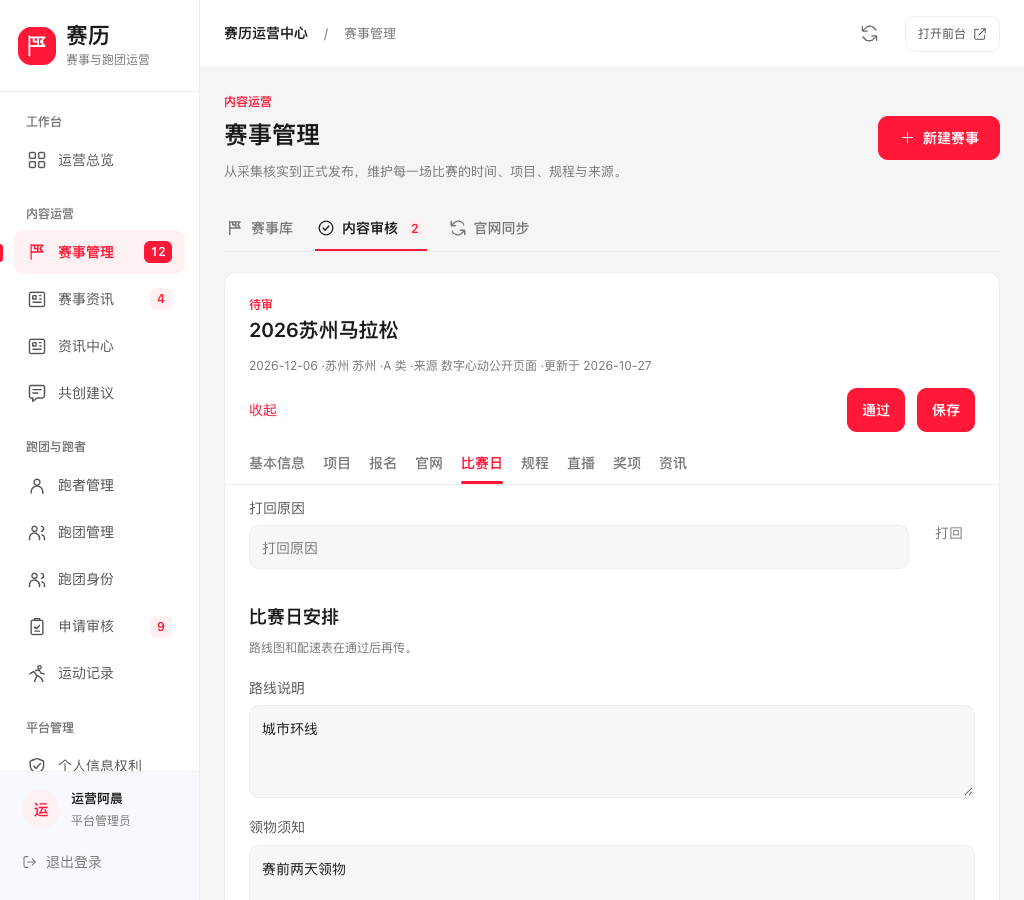 赛历
赛事与跑团运营
工作台
运营总览
内容运营
赛事管理 12
赛事资讯 4
资讯中心
共创建议
跑团与跑者
跑者管理
跑团管理
跑团身份
申请审核 9
运动记录
平台管理
个人信息权利
运
运营阿晨
平台管理员
退出登录
赛历运营中心 / 赛事管理
打开前台
内容运营
赛事管理
从采集核实到正式发布，维护每一场比赛的时间、项目、规程与来源。
新建赛事
赛事库 内容审核 2 官网同步
待审
2026苏州马拉松
2026-12-06 ·苏州 苏州 ·A 类 ·来源 数字心动公开页面 ·更新于 2026-10-27
收起
通过 保存
基本信息 项目 报名 官网 比赛日 规程 直播 奖项 资讯
打回原因
打回原因
打回
比赛日安排
路线图和配速表在通过后再传。
路线说明
城市环线
领物须知
赛前两天领物